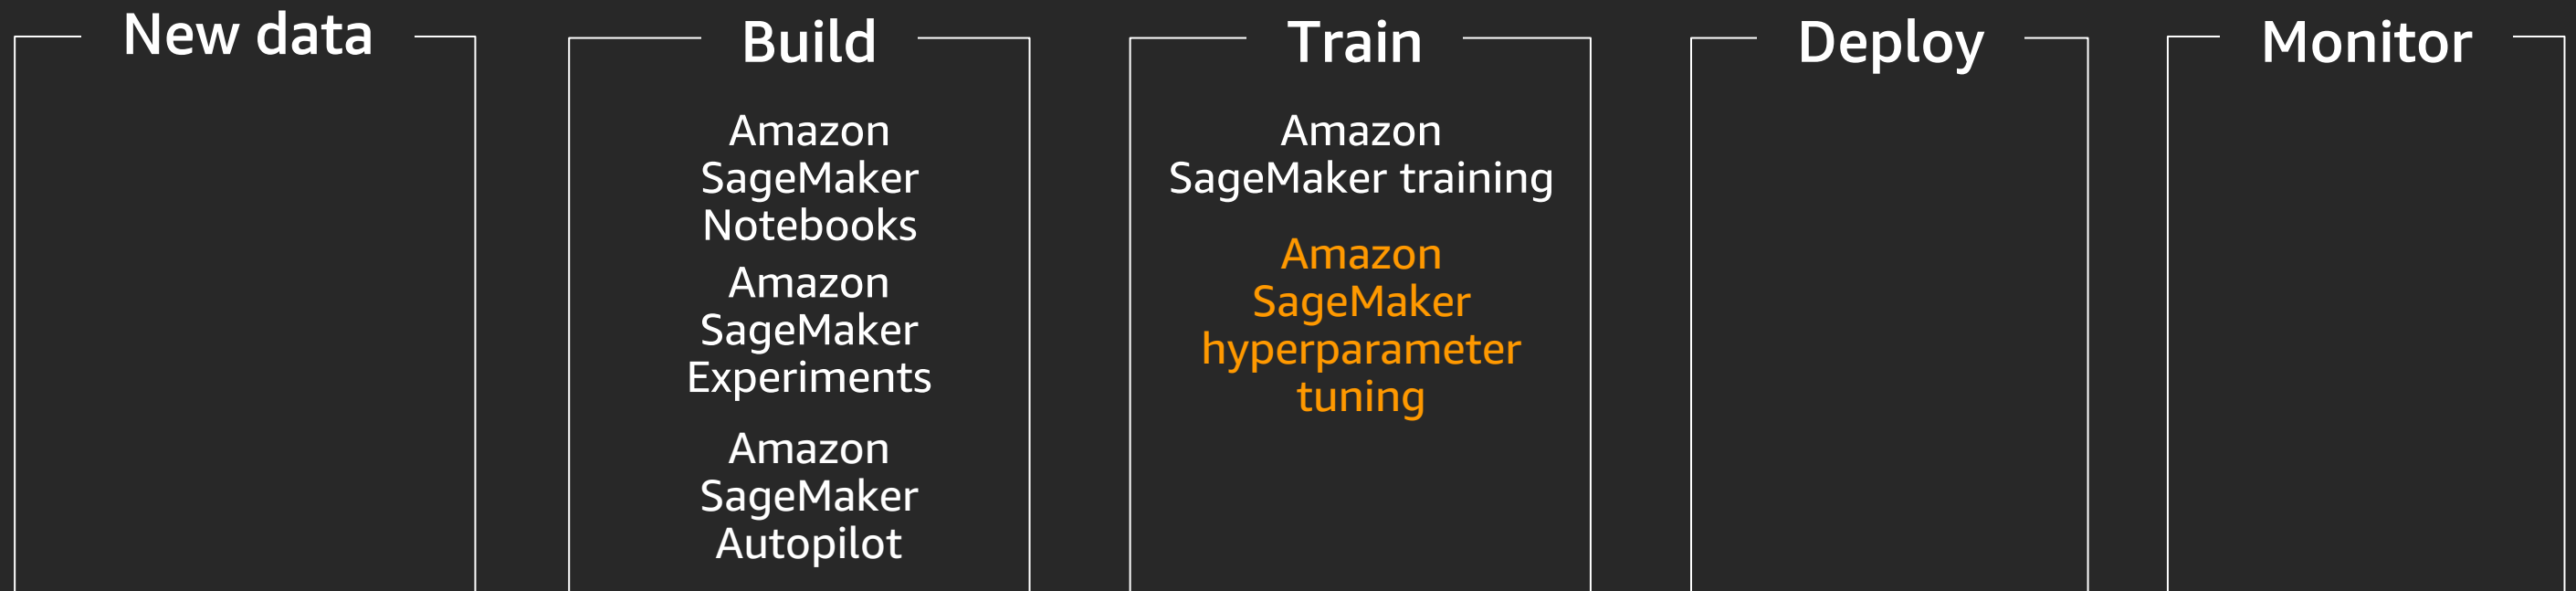 New data
Build
Amazon
SageMaker
Notebooks
Amazon
SageMaker
Experiments
Amazon
SageMaker
Autopilot
Train
Amazon
SageMaker training
Amazon
SageMaker
hyperparameter
tuning
Deploy
Monitor